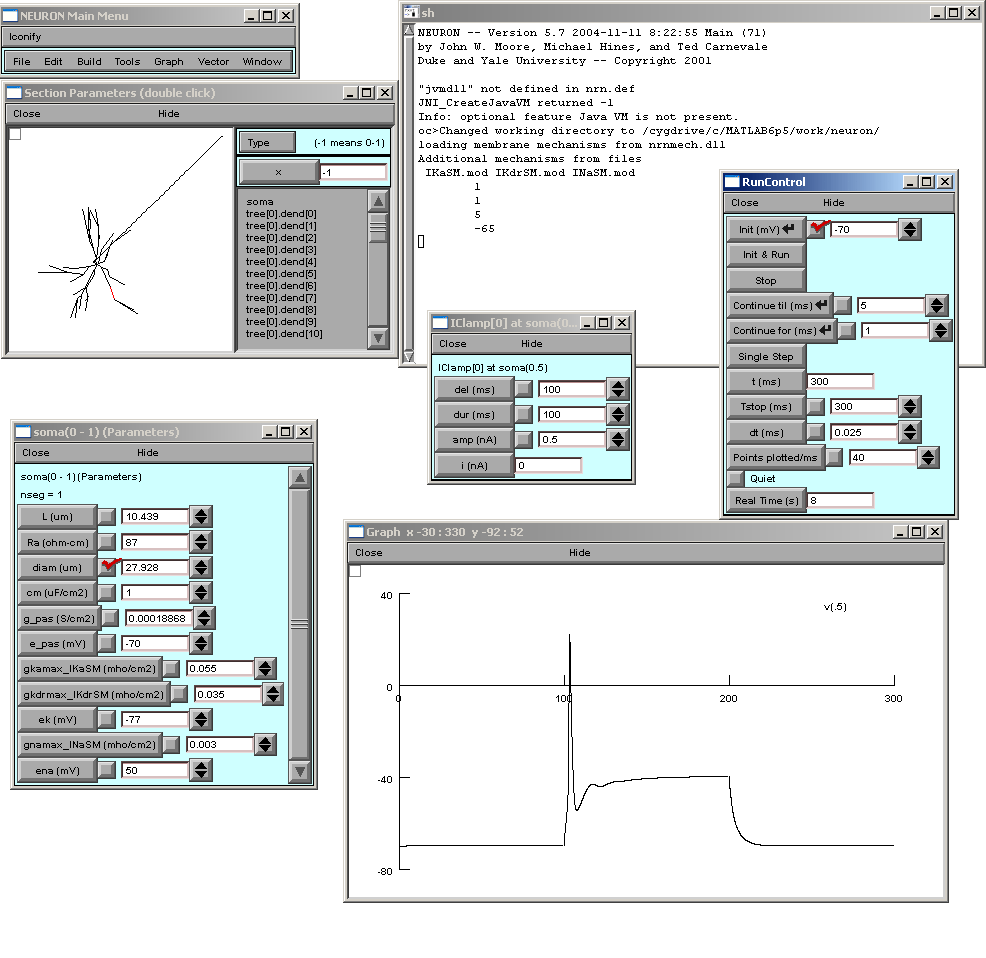 NEURON Main Menu
Iconify
File Edit Build Tools Graph Vector Window
Section Parameters (double click)
Close Hide
Type (-1 means 0-1)
x -1
soma
tree[0].dend[0]
tree[0].dend[1]
tree[0].dend[2]
tree[0].dend[3]
tree[0].dend[4]
tree[0].dend[5]
tree[0].dend[6]
tree[0].dend[7]
tree[0].dend[8]
tree[0].dend[9]
tree[0].dend[10]
sh
NEURON -- Version 5.7 2004-11-11 8:22:55 Main (71)
by John W. Moore, Michael Hines, and Ted Carnevale
Duke and Yale University -- Copyright 2001
"jvmdll" not defined in nrn.def
JNI_CreateJavaVM returned -1
Info: optional feature Java VM is not present.
oc>Changed working directory to /cygdrive/c/MATLAB6p5/work/neuron/
loading membrane mechanisms from nrnmech.dll
Additional mechanisms from files
IKaSM.mod IKdrSM.mod INaSM.mod
1
1
5
-65
RunControl
Close Hide
Init (mV) -70
Init & Run
Stop
Continue til (ms) 5
Continue for (ms) 1
Single Step
t (ms) 300
Tstop (ms) 300
dt (ms) 0.025
Points plotted/ms 40
Quiet
Real Time (s) 8
IClamp[0] at soma(0...
Close Hide
IClamp[0] at soma(0.5)
del (ms) 100
dur (ms) 100
amp (nA) 0.5
i (nA) 0
soma(0 - 1) (Parameters)
Close Hide
soma(0 - 1)(Parameters)
nseg = 1
L (um) 10.439
Ra (ohm-cm) 87
diam (um) 27.928
cm (uF/cm2) 1
g_pas (S/cm2) 0.00018868
e_pas (mV) -70
gkamax_IKaSM (mho/cm2) 0.055
gkdrmax_IKdrSM (mho/cm2) 0.035
ek (mV) -77
gnamax_INaSM (mho/cm2) 0.003
ena (mV) 50
Graph x -30 : 330 y -92 : 52
Close Hide
40
v(.5)
0
0 100 200 300
-40
-80